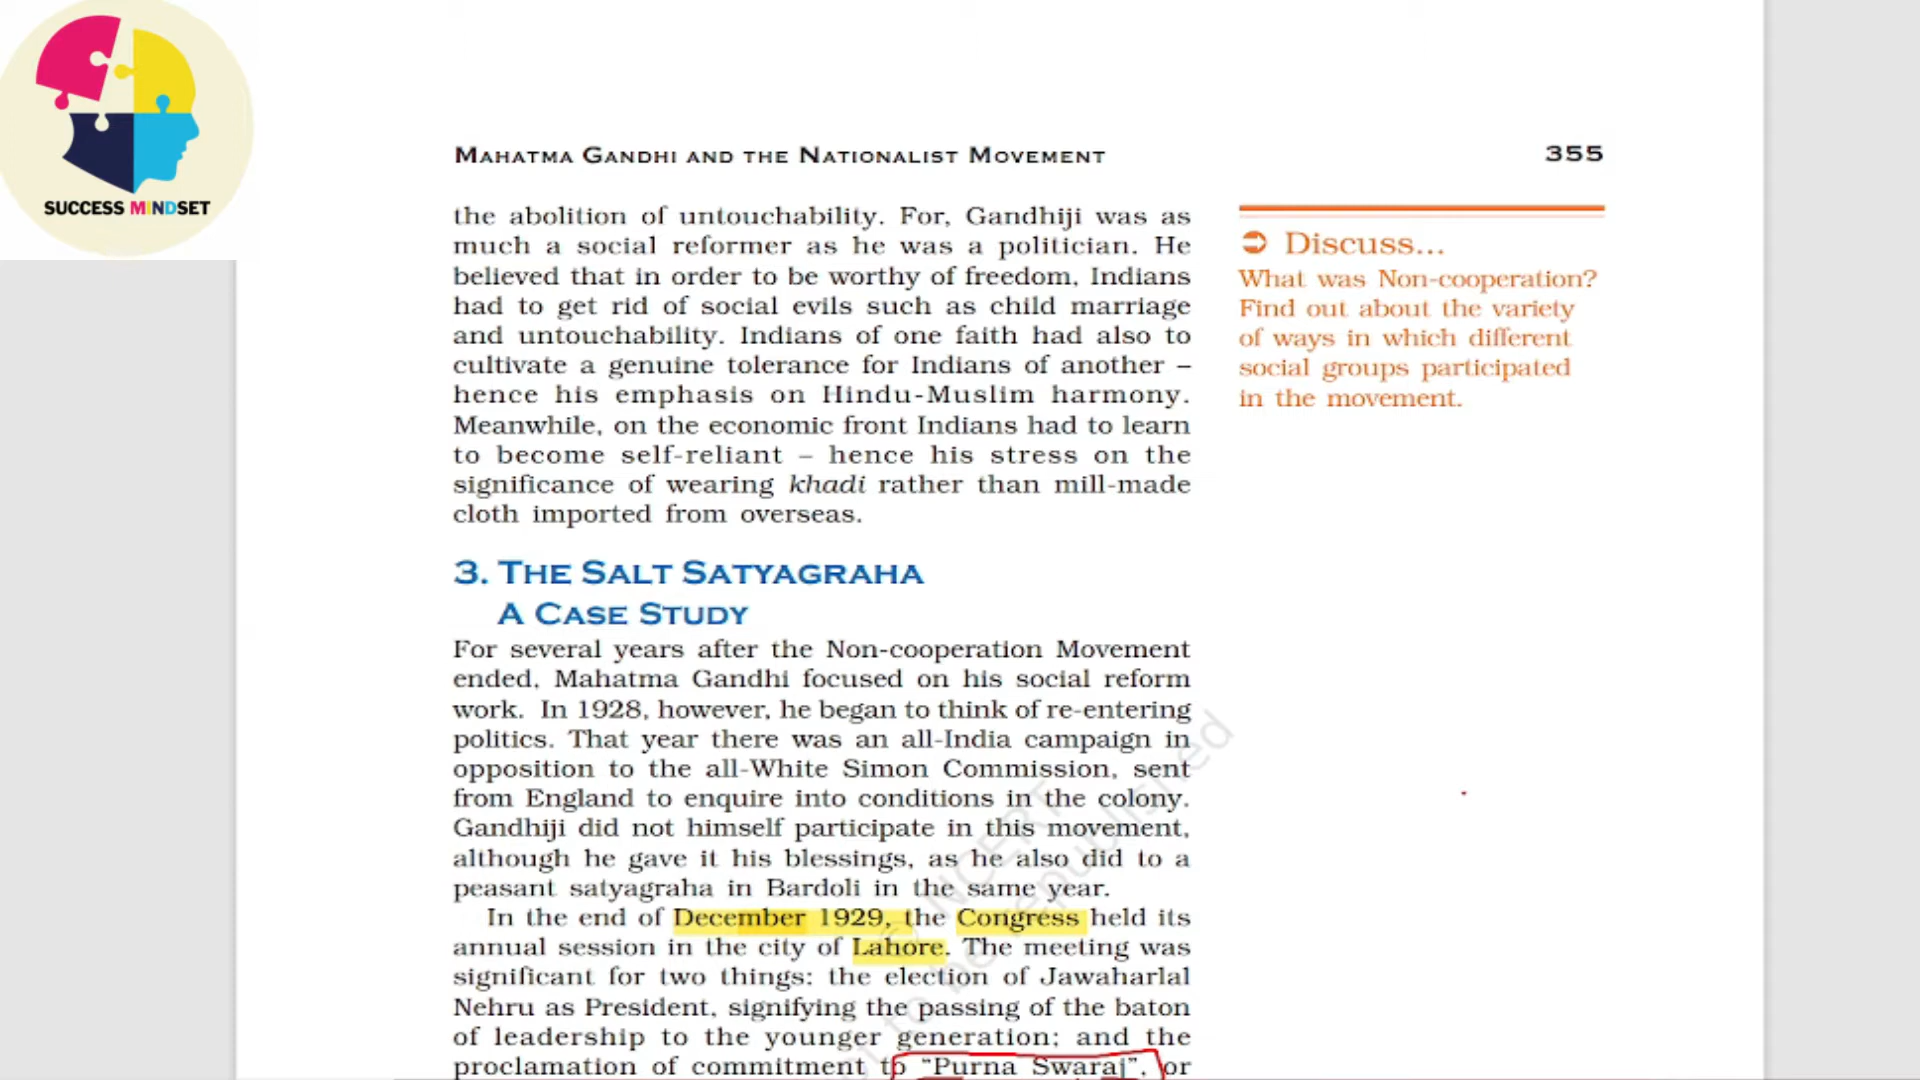 SUCCESS MINDSET
MAHATMA GANDHI AND THE NATIONALIST MOVEMENT 355
the abolition of untouchability. For, Gandhiji was as
much a social reformer as he was a politician. He
believed that in order to be worthy of freedom, Indians
had to get rid of social evils such as child marriage
and untouchability. Indians of one faith had also to
cultivate a genuine tolerance for Indians of another –
hence his emphasis on Hindu-Muslim harmony.
Meanwhile, on the economic front Indians had to learn
to become self-reliant – hence his stress on the
significance of wearing khadi rather than mill-made
cloth imported from overseas.
3. THE SALT SATYAGRAHA
A CASE STUDY
For several years after the Non-cooperation Movement
ended, Mahatma Gandhi focused on his social reform
work. In 1928, however, he began to think of re-entering
politics. That year there was an all-India campaign in
opposition to the all-White Simon Commission, sent
from England to enquire into conditions in the colony.
Gandhiji did not himself participate in this movement,
although he gave it his blessings, as he also did to a
peasant satyagraha in Bardoli in the same year.
In the end of December 1929, the Congress held its
annual session in the city of Lahore. The meeting was
significant for two things: the election of Jawaharlal
Nehru as President, signifying the passing of the baton
of leadership to the younger generation; and the
proclamation of commitment to “Purna Swaraj”, or
Discuss...
What was Non-cooperation?
Find out about the variety
of ways in which different
social groups participated
in the movement.
© NCERT
not to be republished